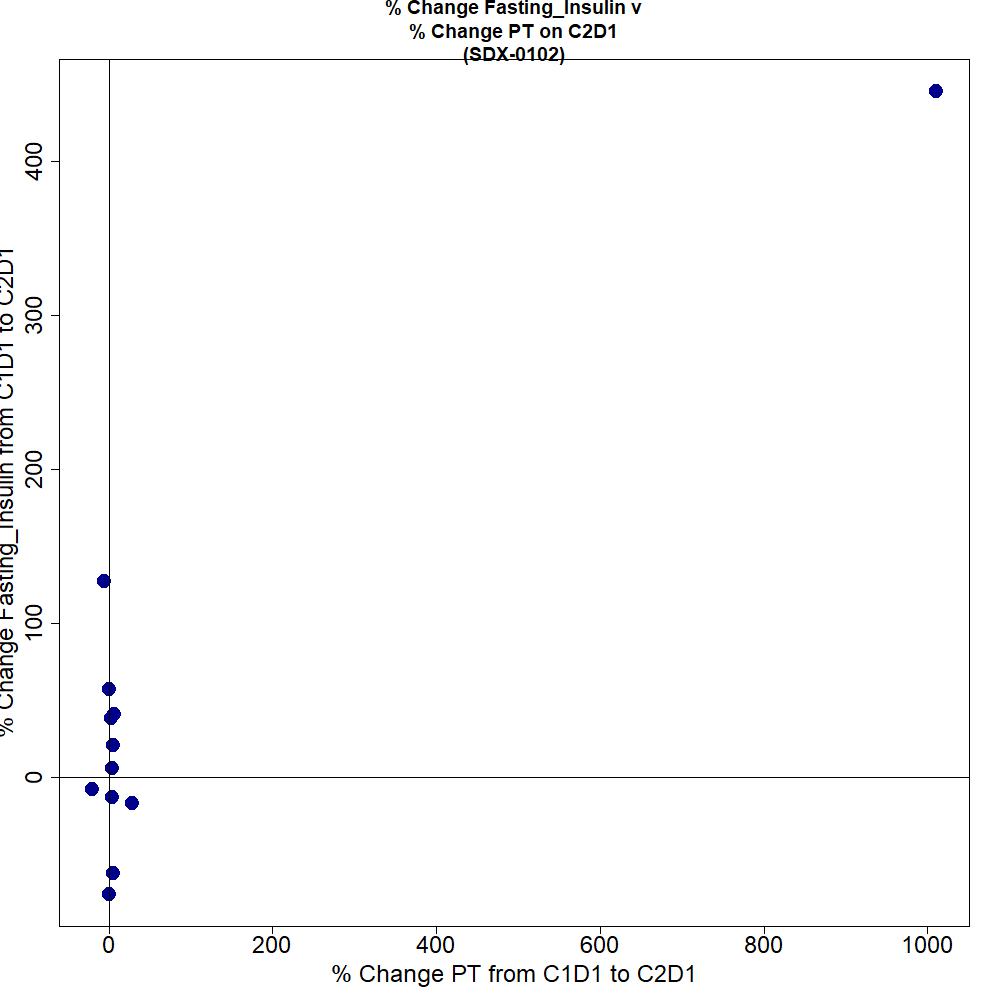 % Change Fasting_Insulin v
% Change PT on C2D1
(SDX-0102)
% Change Fasting_Insulin from C1D1 to C2D1
400
300
200
100
0
0 200 400 600 800 1000
% Change PT from C1D1 to C2D1